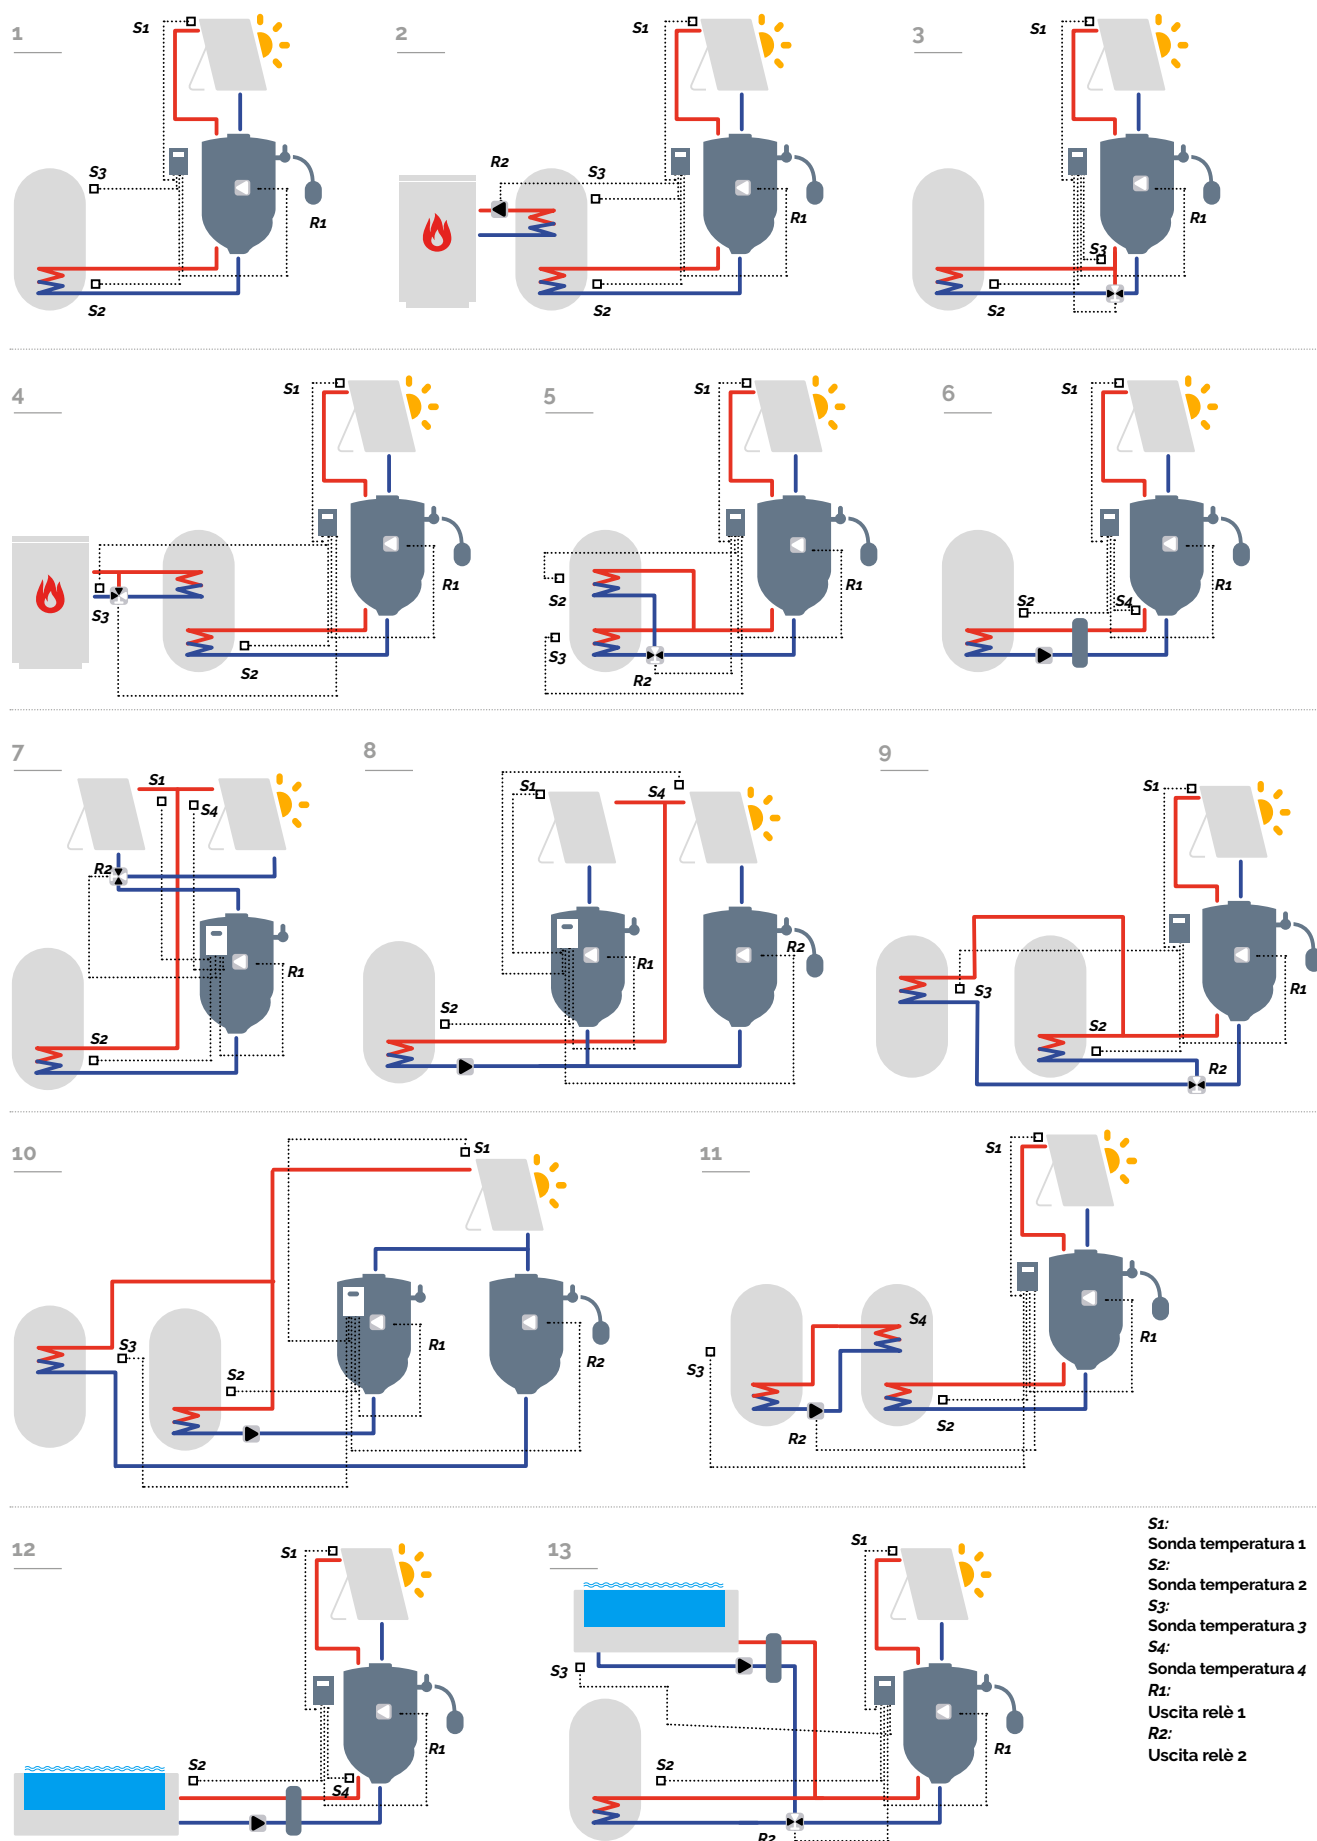 1
S1
S3
R1
S2
2
S1
R2
S3
R1
S2
3
S1
R1
S3
S2
4
S1
R1
S3
S2
5
S1
S2
R1
S3
R2
6
S1
S2
S4
R1
7
S1
S4
R2
R1
S2
8
S1
S4
R2
R1
S2
9
S1
S3
R1
S2
R2
10
S1
S3
R1
S2
R2
11
S1
S4
R1
S3
R2
S2
12
S1
R1
S2
S4
13
S1
S3
R1
S2
R2
S1:
Sonda temperatura 1
S2:
Sonda temperatura 2
S3:
Sonda temperatura 3
S4:
Sonda temperatura 4
R1:
Uscita relè 1
R2:
Uscita relè 2